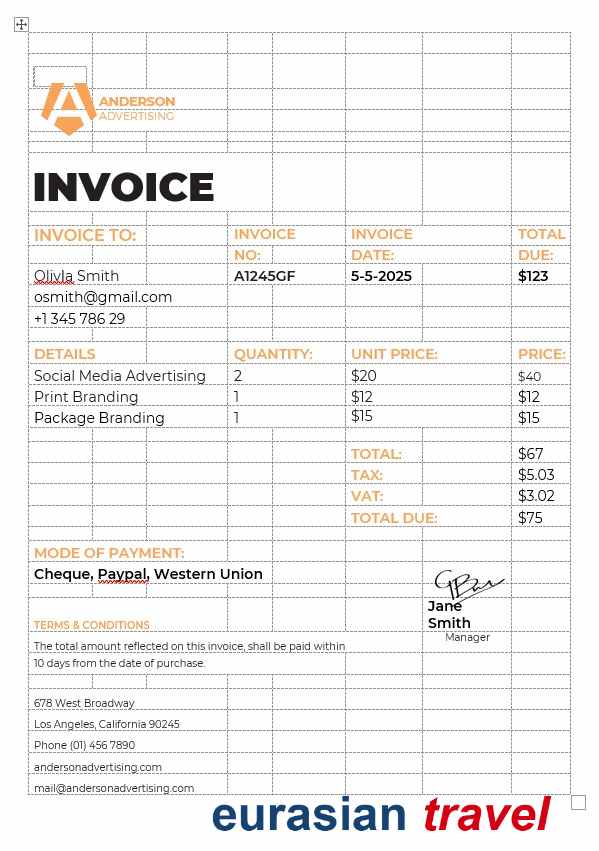 ANDERSON
ADVERTISING
INVOICE
INVOICE TO: INVOICE NO: INVOICE DATE: TOTAL DUE:
Olivla Smith A1245GF 5-5-2025 $123
osmith@gmail.com
+1 345 786 29
DETAILS QUANTITY: UNIT PRICE: PRICE:
Social Media Advertising 2 $20 $40
Print Branding 1 $12 $12
Package Branding 1 $15 $15
TOTAL: $67
TAX: $5.03
VAT: $3.02
TOTAL DUE: $75
MODE OF PAYMENT:
Cheque, Paypal, Western Union
Jane
Smith
Manager
TERMS & CONDITIONS
The total amount reflected on this invoice, shall be paid within
10 days from the date of purchase.
678 West Broadway
Los Angeles, California 90245
Phone (01) 456 7890
andersonadvertising.com
mail@andersonadvertising.com
eurasian travel